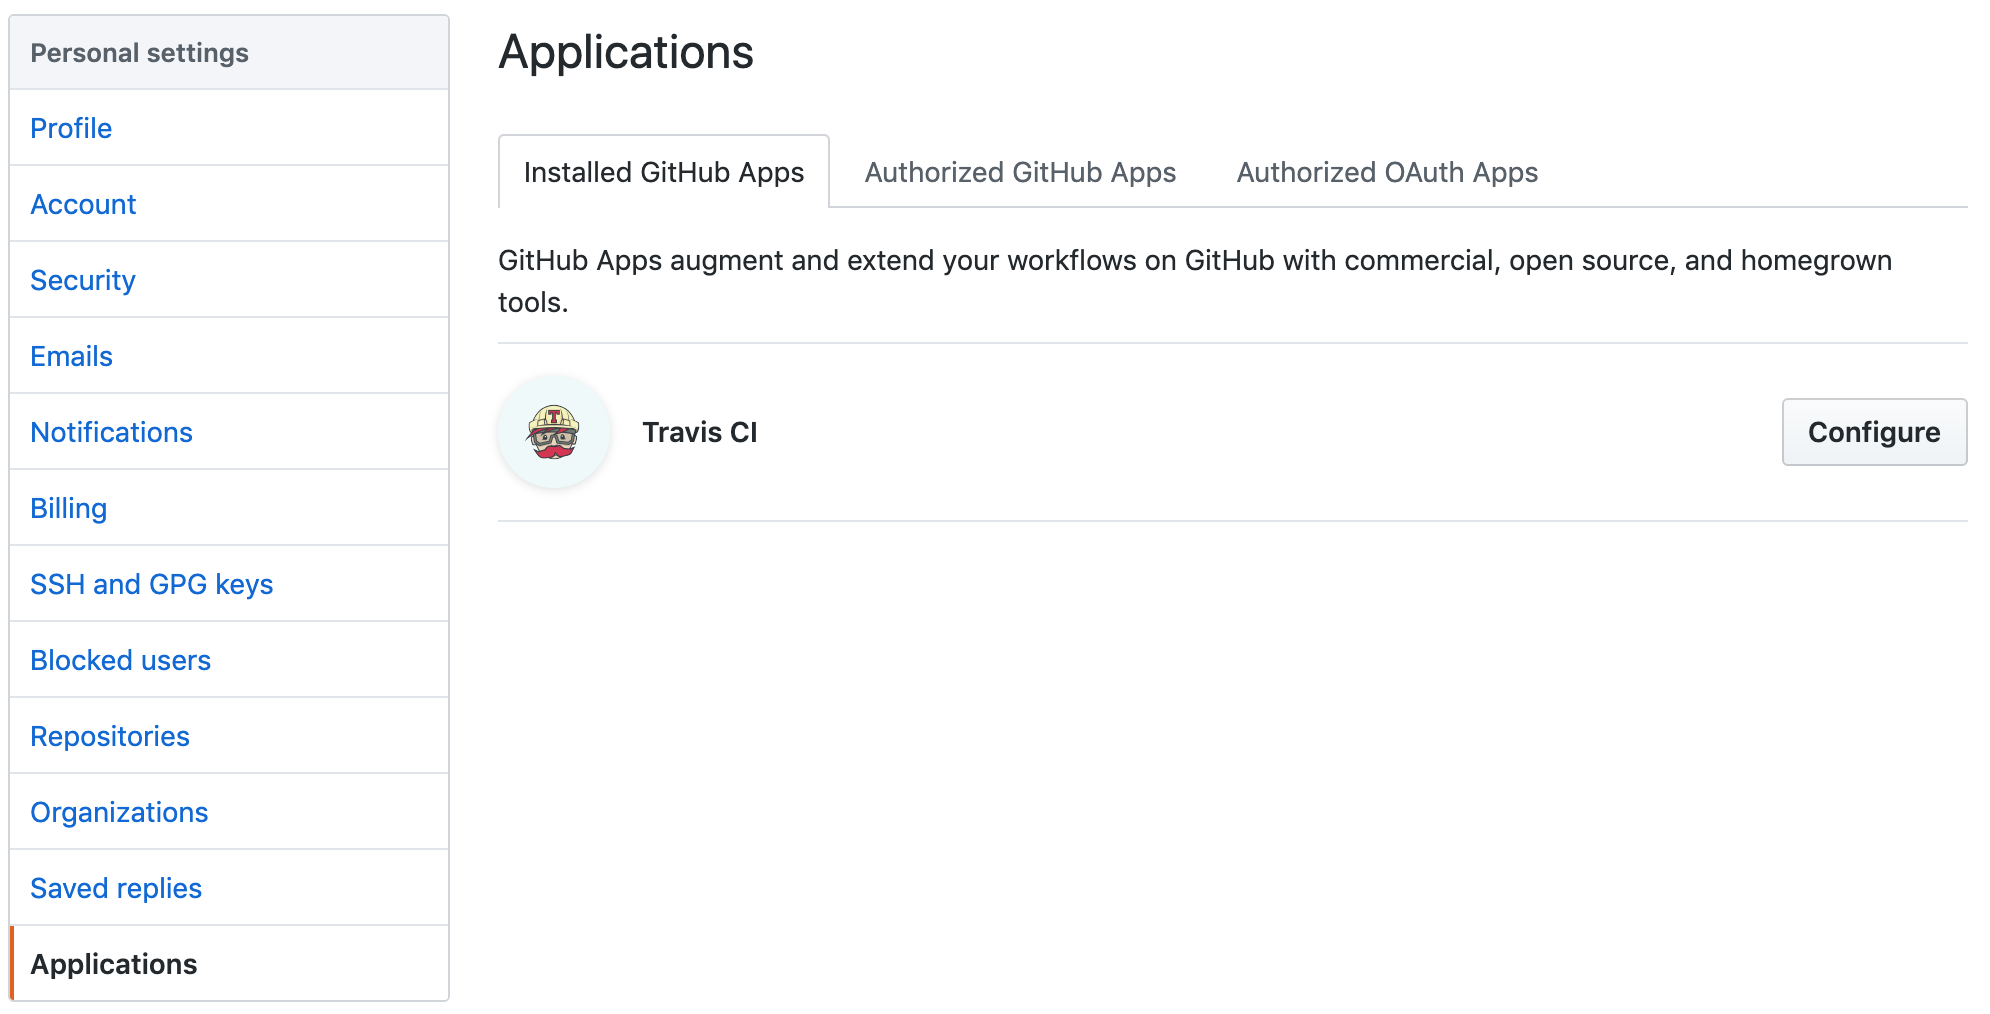 Personal settings
Profile
Account
Security
Emails
Notifications
Billing
SSH and GPG keys
Blocked users
Repositories
Organizations
Saved replies
Applications
Applications
Installed GitHub Apps
Authorized GitHub Apps
Authorized OAuth Apps
GitHub Apps augment and extend your workflows on GitHub with commercial, open source, and homegrown
tools.
T
Travis CI
Configure